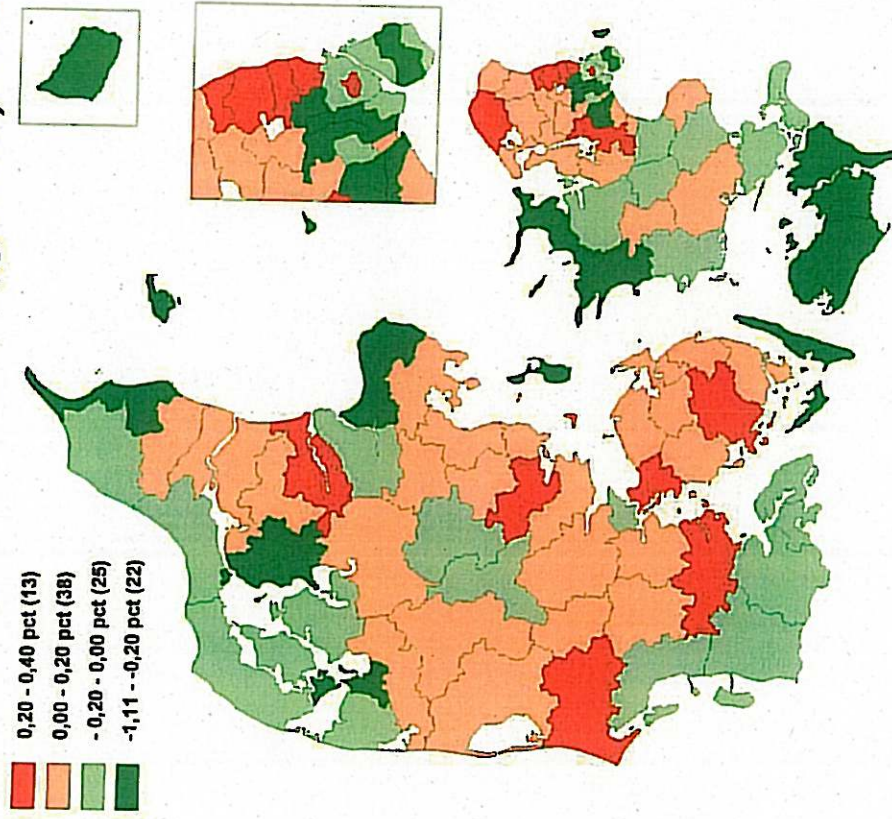 0,20 - 0,40 pct (13)
0,00 - 0,20 pct (38)
- 0,20 - 0,00 pct (25)
-1,11 - -0,20 pct (22)